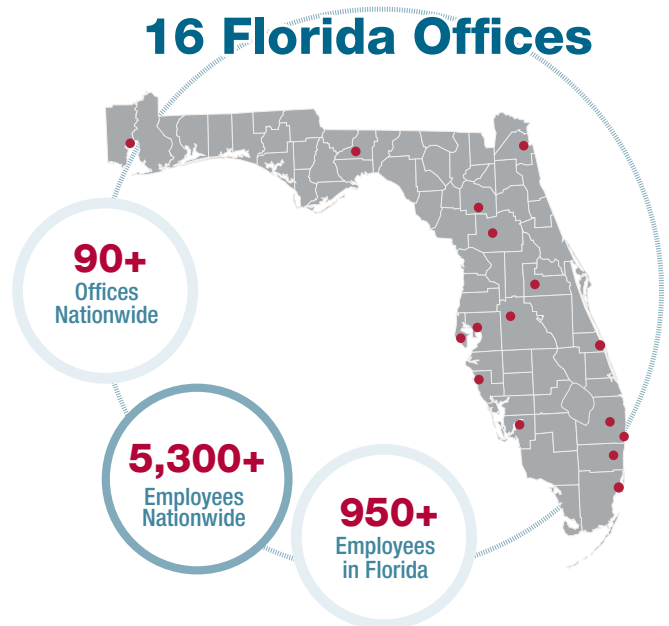 16 Florida Offices
90+
Offices
Nationwide
5,300+
Employees
Nationwide
950+
Employees
in Florida